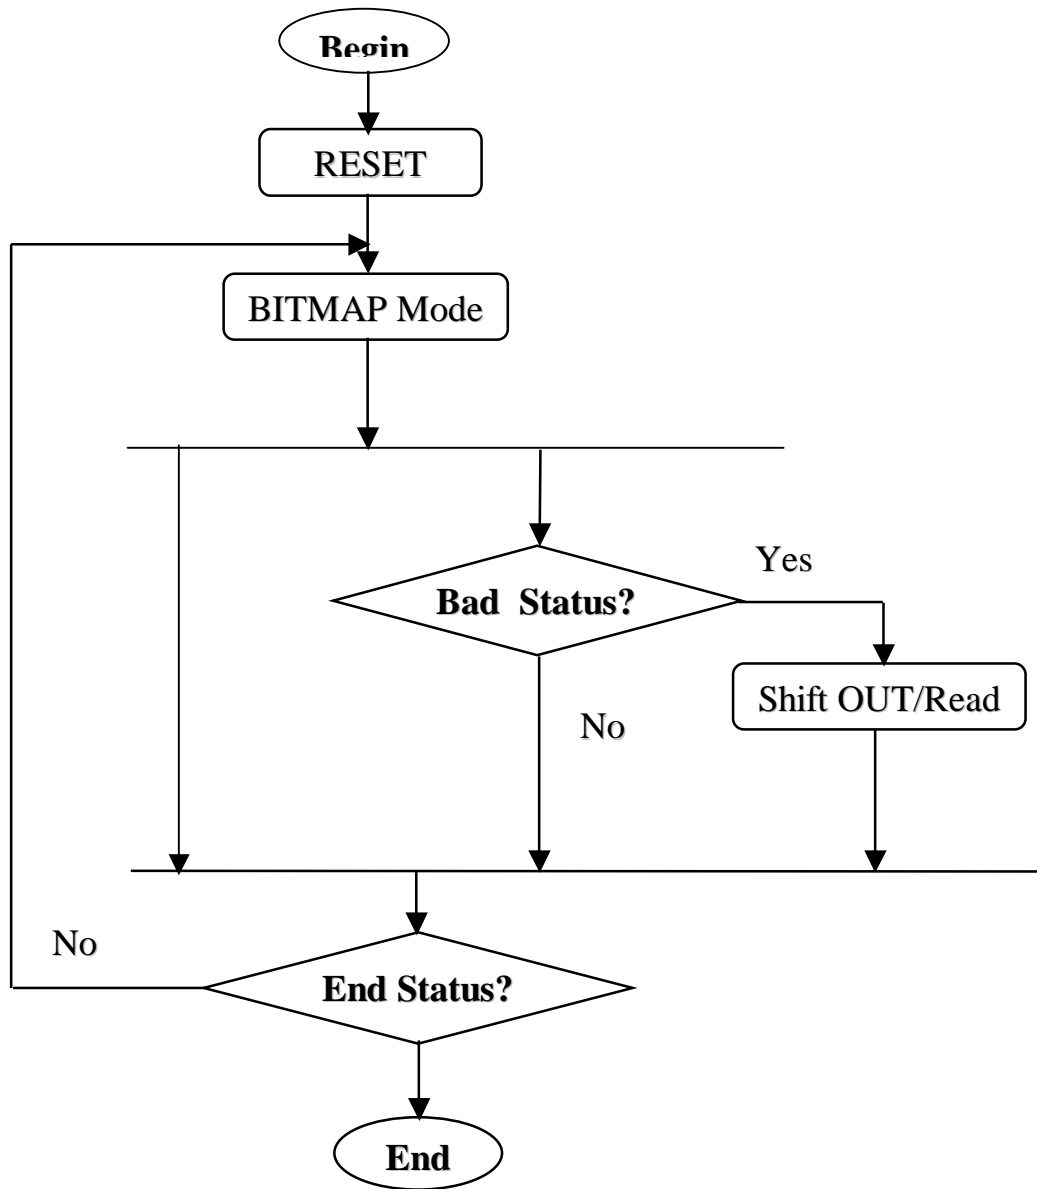 Begin
RESET
BITMAP Mode
Yes
Bad Status?
Shift OUT/Read
No
No
End Status?
End